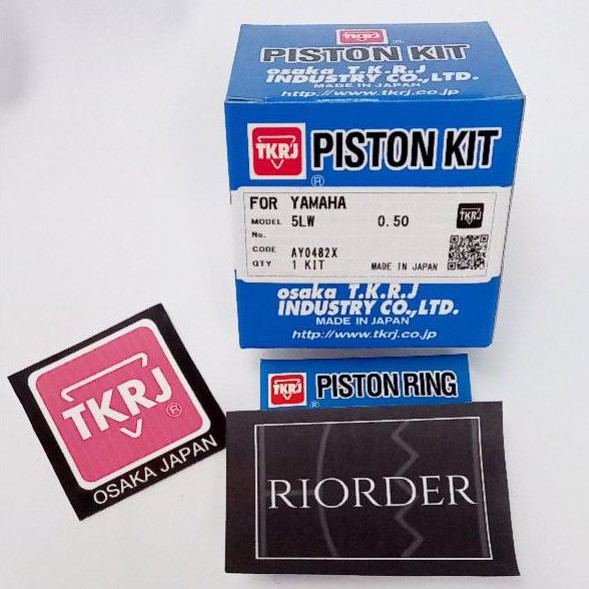 TKRJ
PISTON KIT
osaka T.K.R.J
INDUSTRY CO.,LTD.
MADE IN JAPAN
http://www.tkrj.co.jp
TKRJ PISTON KIT
®
FOR YAMAHA
MODEL 5LW 0.50 TKRJ
No.
CODE AY0482X
QTY 1 KIT MADE IN JAPAN
osaka T.K.R.J
INDUSTRY CO.,LTD.
MADE IN JAPAN
http://www.tkrj.co.jp
TKRJ PISTON RING
®
TKRJ®
OSAKA JAPAN
RIORDER